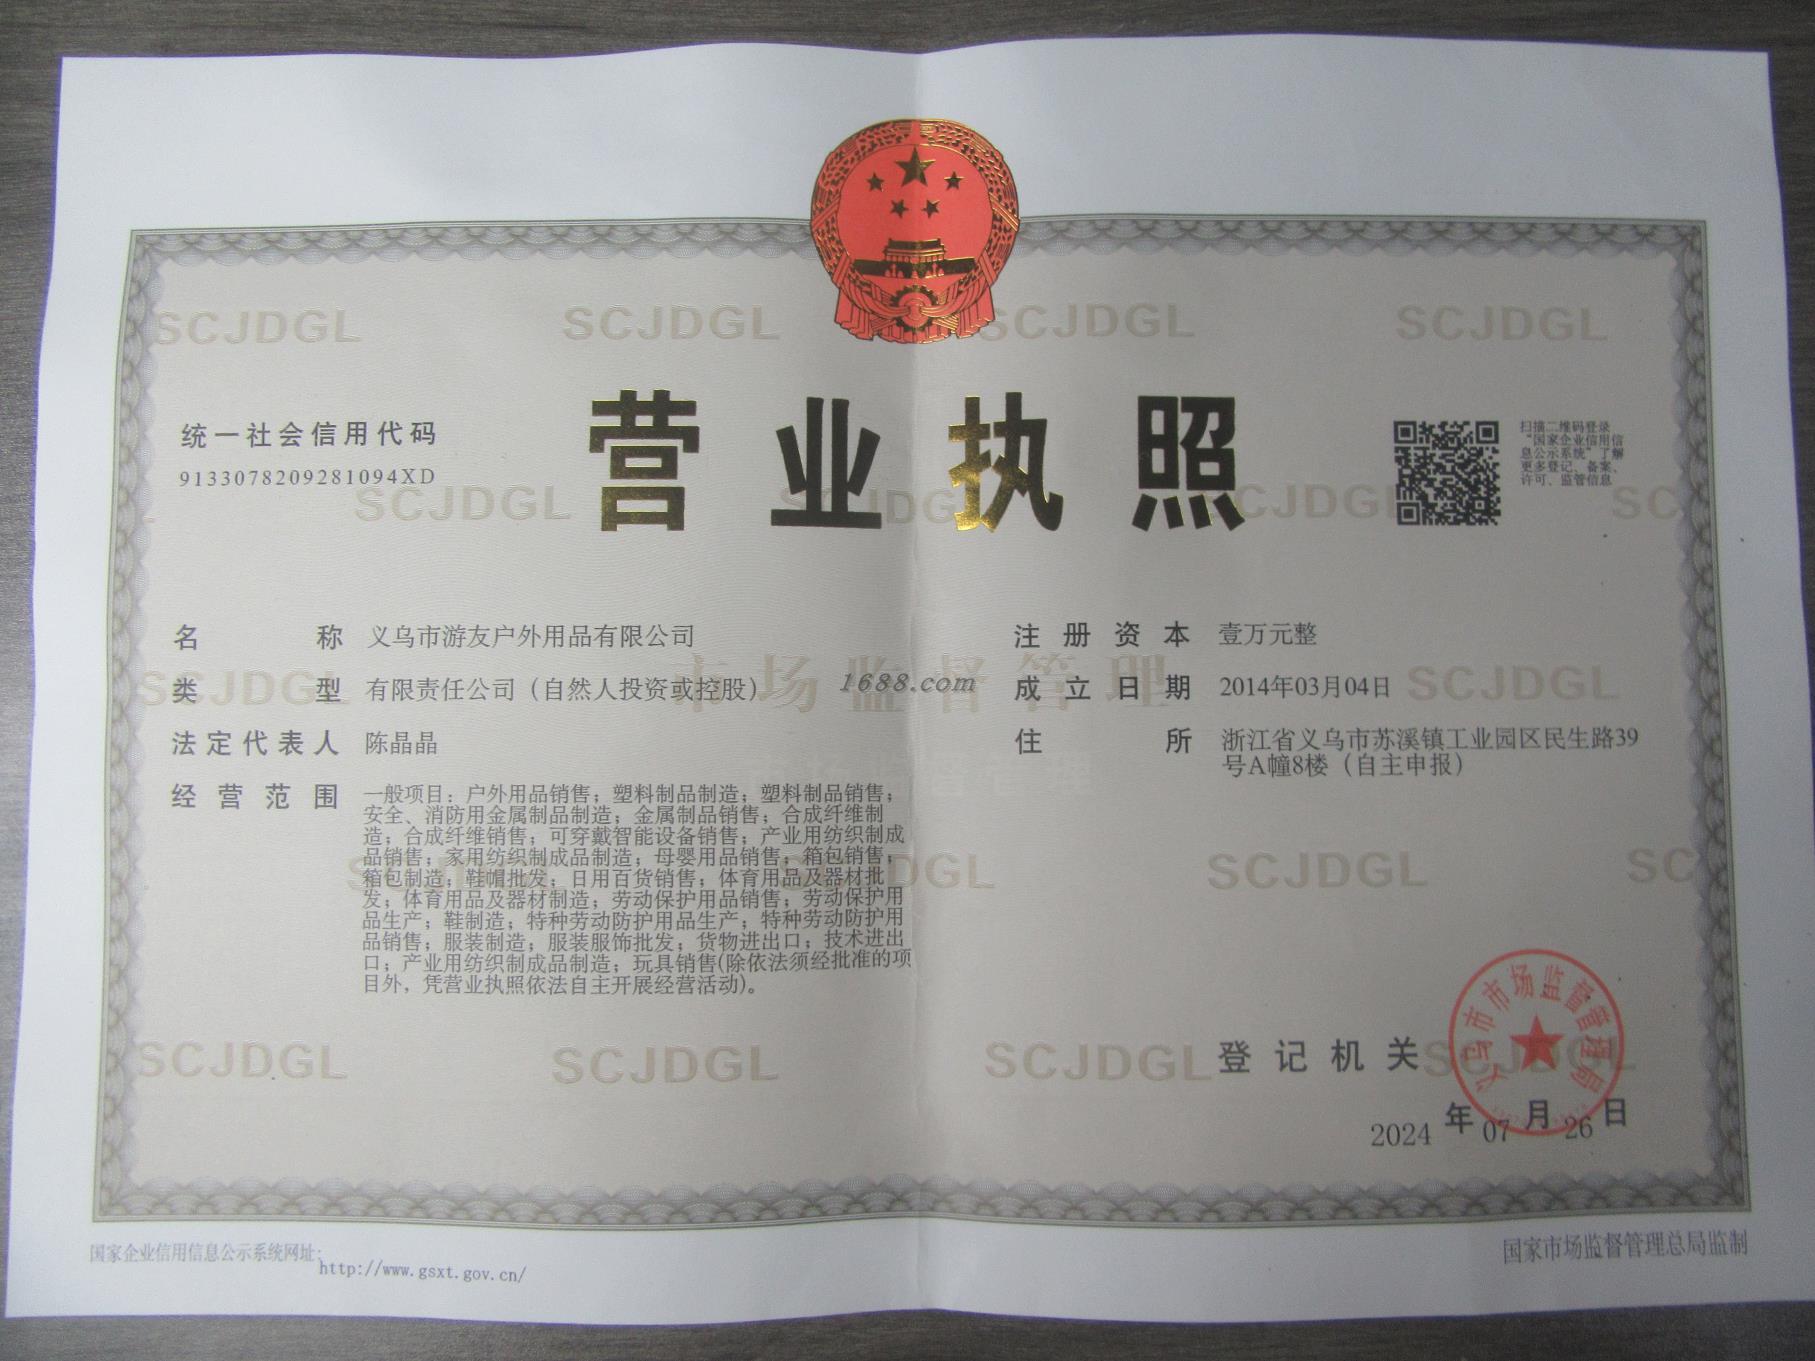 SCJDGL SCJDGL SCJDGL SCJDGL
营业执照
统一社会信用代码
9133078209281094XD
扫描二维码登录
“国家企业信用信
息公示系统”了解
更多登记、备案、
许可、监管信息
SCJDGL
名称 义乌市游友户外用品有限公司
类型 有限责任公司（自然人投资或控股）
法定代表人 陈晶晶
经营范围 一般项目：户外用品销售；塑料制品制造；塑料制品销售；
安全、消防用金属制品制造；金属制品销售；合成纤维制
造；合成纤维销售；可穿戴智能设备销售；产业用纺织制成
品销售；家用纺织制成品制造；母婴用品销售；箱包销售；
箱包制造；鞋帽批发；日用百货销售；体育用品及器材批
发；体育用品及器材制造；劳动保护用品销售；劳动保护用
品生产；鞋制造；特种劳动防护用品生产；特种劳动防护用
品销售；服装制造；服装服饰批发；货物进出口；技术进出
口；产业用纺织制成品制造；玩具销售(除依法须经批准的项
目外，凭营业执照依法自主开展经营活动)。
注册资本 壹万元整
成立日期 2014年03月04日
住所 浙江省义乌市苏溪镇工业园区民生路39
号A幢8楼（自主申报）
市场监督管理
1688.com
SCJDGL SCJDGL
SCJDGL
SCJDGL SCJDGL SCJDGL SCJDGL
登记机关
义乌市市场监督管理局
2024 年 07 月 26 日
国家企业信用信息公示系统网址：
http://www.gsxt.gov.cn/
国家市场监督管理总局监制